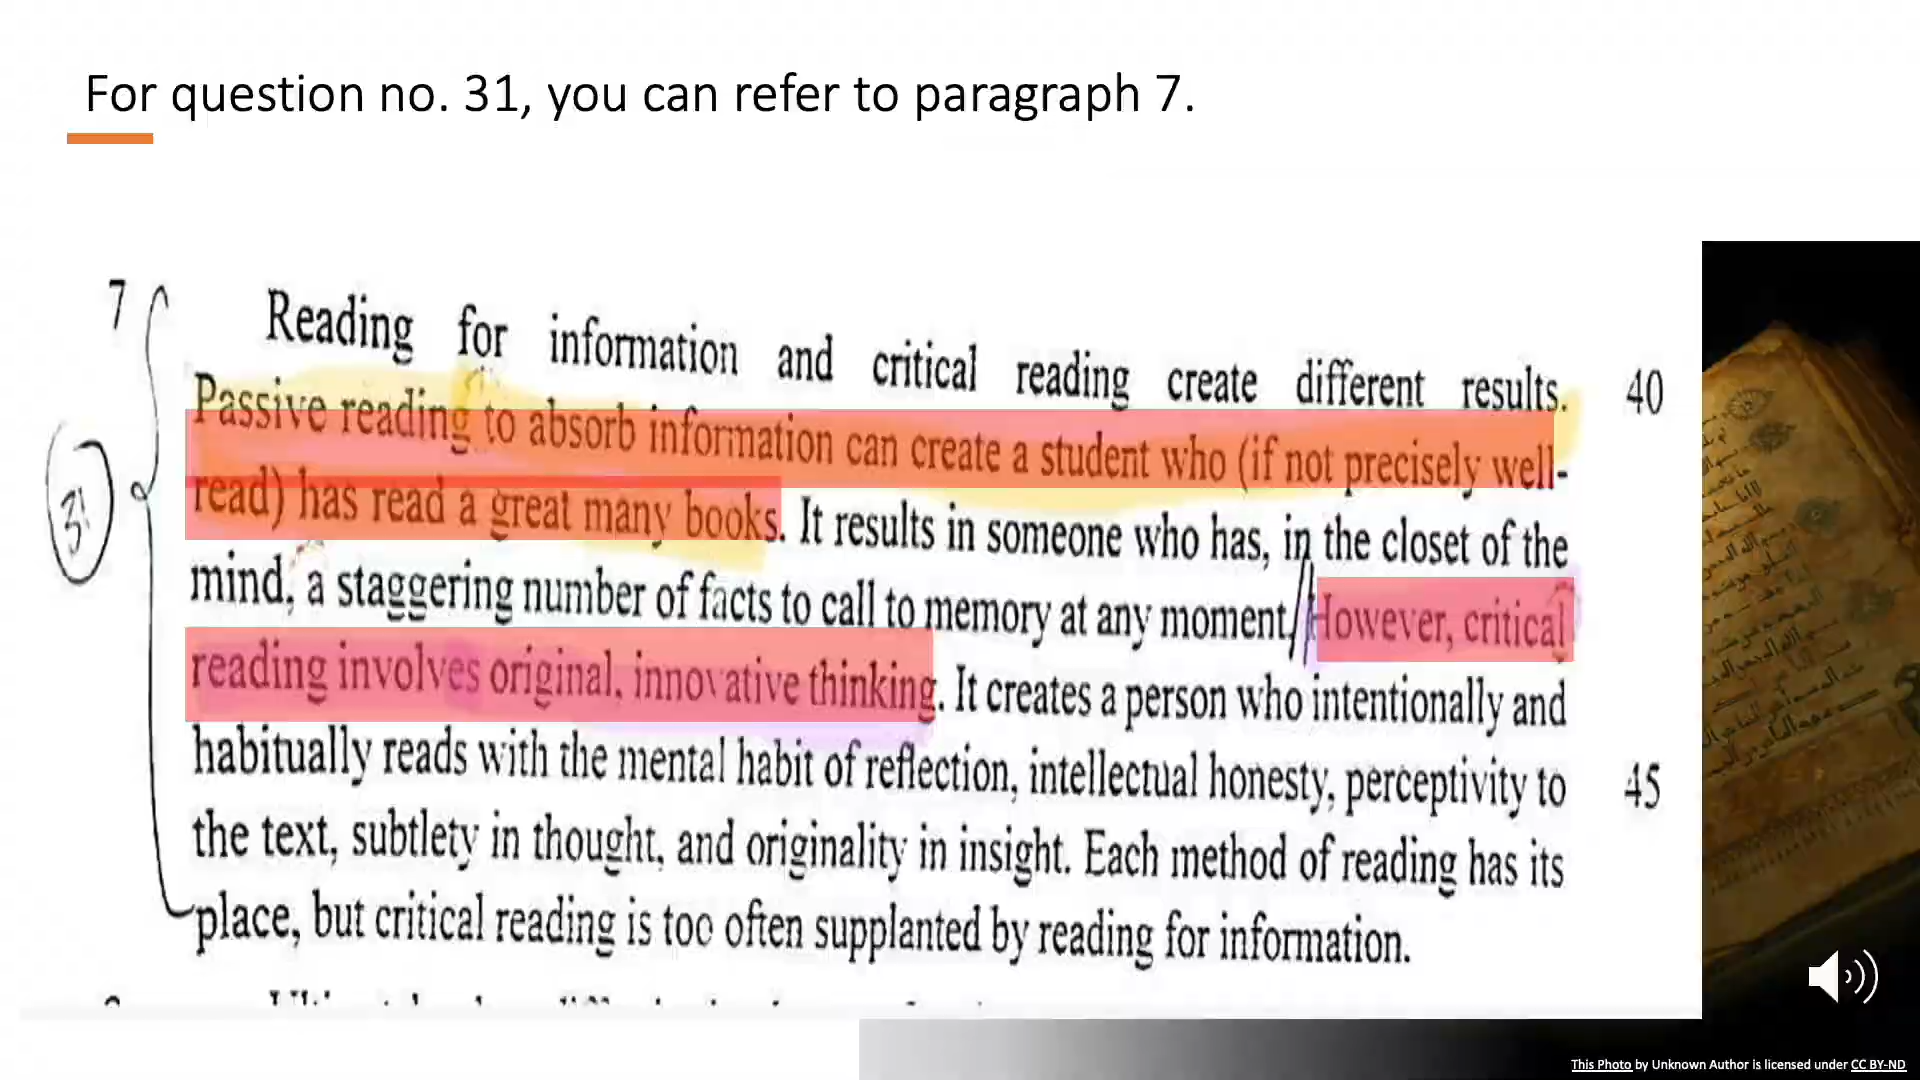 For question no. 31, you can refer to paragraph 7.
7
Reading for information and critical reading create different results. 40
Passive reading to absorb information can create a student who (if not precisely well-
read) has read a great many books. It results in someone who has, in the closet of the
31
mind, a staggering number of facts to call to memory at any moment. However, critical
reading involves original, innovative thinking. It creates a person who intentionally and
habitually reads with the mental habit of reflection, intellectual honesty, perceptivity to 45
the text, subtlety in thought, and originality in insight. Each method of reading has its
place, but critical reading is too often supplanted by reading for information.
This Photo by Unknown Author is licensed under CC BY-ND